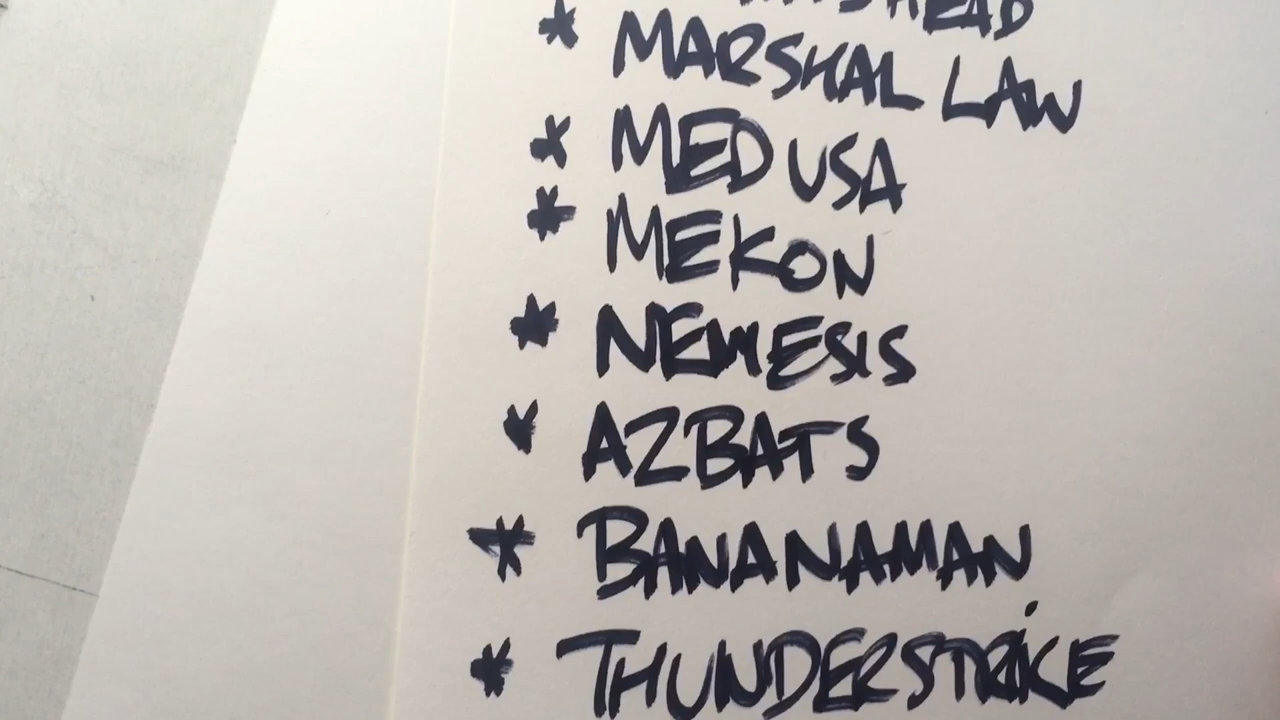 * MARSHAL LAW
* MEDUSA
* MEKON
* NEMESIS
* AZBATS
* BANANAMAN
* THUNDERSTRiKE